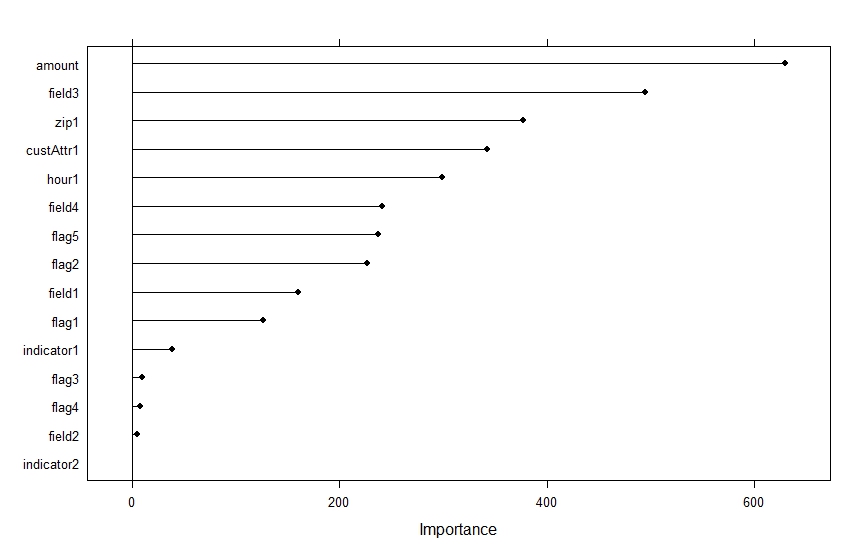 amount
field3
zip1
custAttr1
hour1
field4
flag5
flag2
field1
flag1
indicator1
flag3
flag4
field2
indicator2
0 200 400 600
Importance